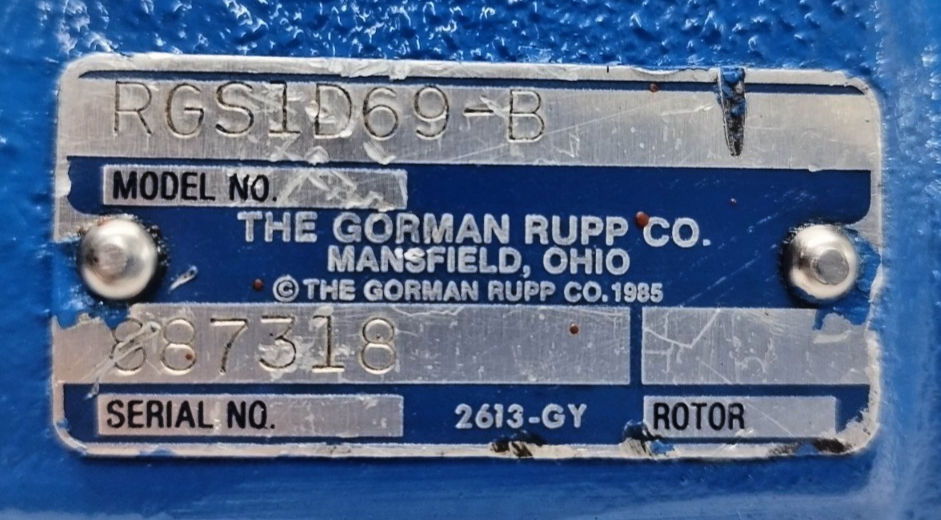 RGS1D69-B
MODEL NO.
THE GORMAN RUPP CO.
MANSFIELD, OHIO
© THE GORMAN RUPP CO. 1985
887318
SERIAL NO. 2613-GY ROTOR